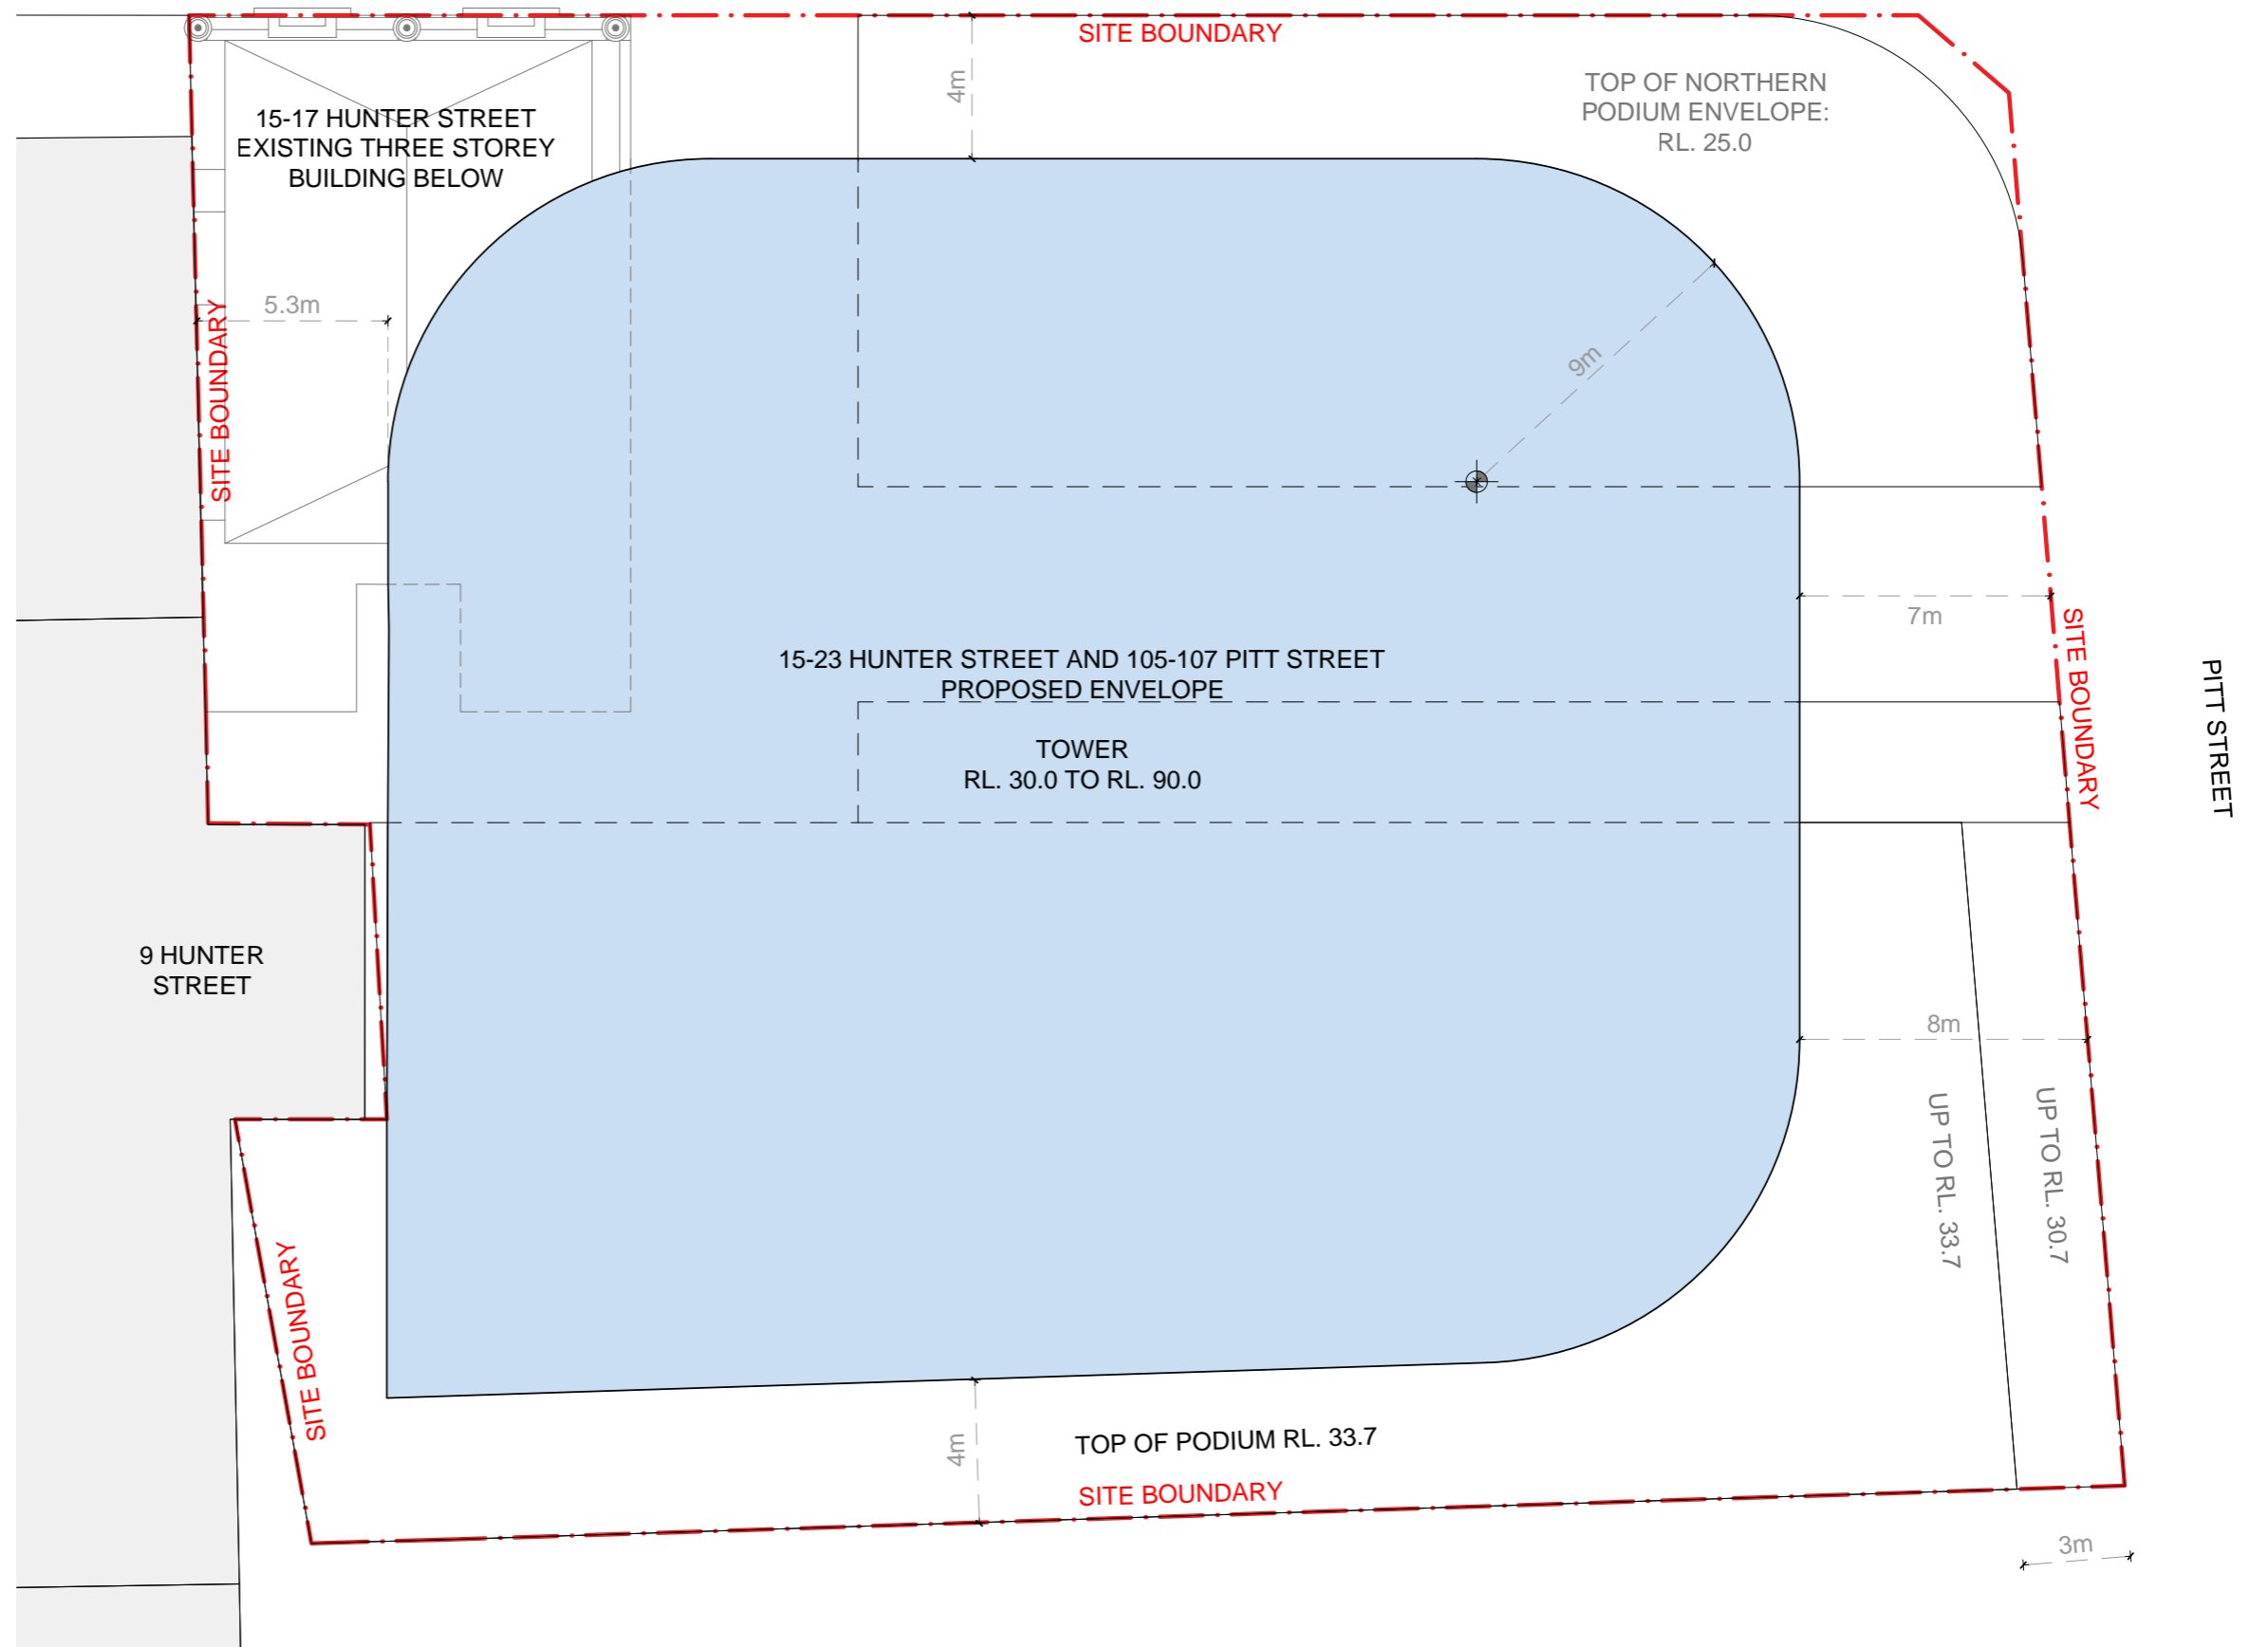 SITE BOUNDARY
4m
TOP OF NORTHERN
PODIUM ENVELOPE:
RL. 25.0
15-17 HUNTER STREET
EXISTING THREE STOREY
BUILDING BELOW
5.3m
SITE BOUNDARY
9m
7m
SITE BOUNDARY
PITT STREET
15-23 HUNTER STREET AND 105-107 PITT STREET
PROPOSED ENVELOPE
TOWER
RL. 30.0 TO RL. 90.0
9 HUNTER
STREET
8m
UP TO RL. 33.7
UP TO RL. 30.7
SITE BOUNDARY
4m
TOP OF PODIUM RL. 33.7
SITE BOUNDARY
3m